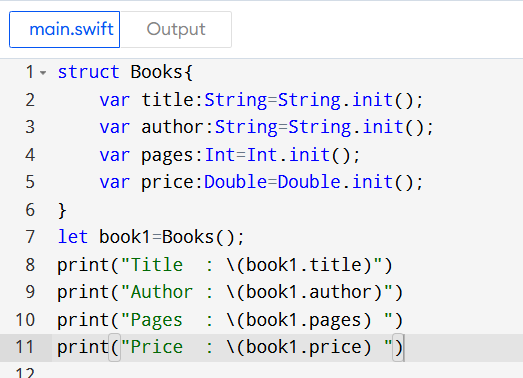 main.swift Output
1 struct Books{
2     var title:String=String.init();
3     var author:String=String.init();
4     var pages:Int=Int.init();
5     var price:Double=Double.init();
6 }
7 let book1=Books();
8 print("Title  : \(book1.title)")
9 print("Author : \(book1.author)")
10 print("Pages  : \(book1.pages) ")
11 print("Price  : \(book1.price) ")
12